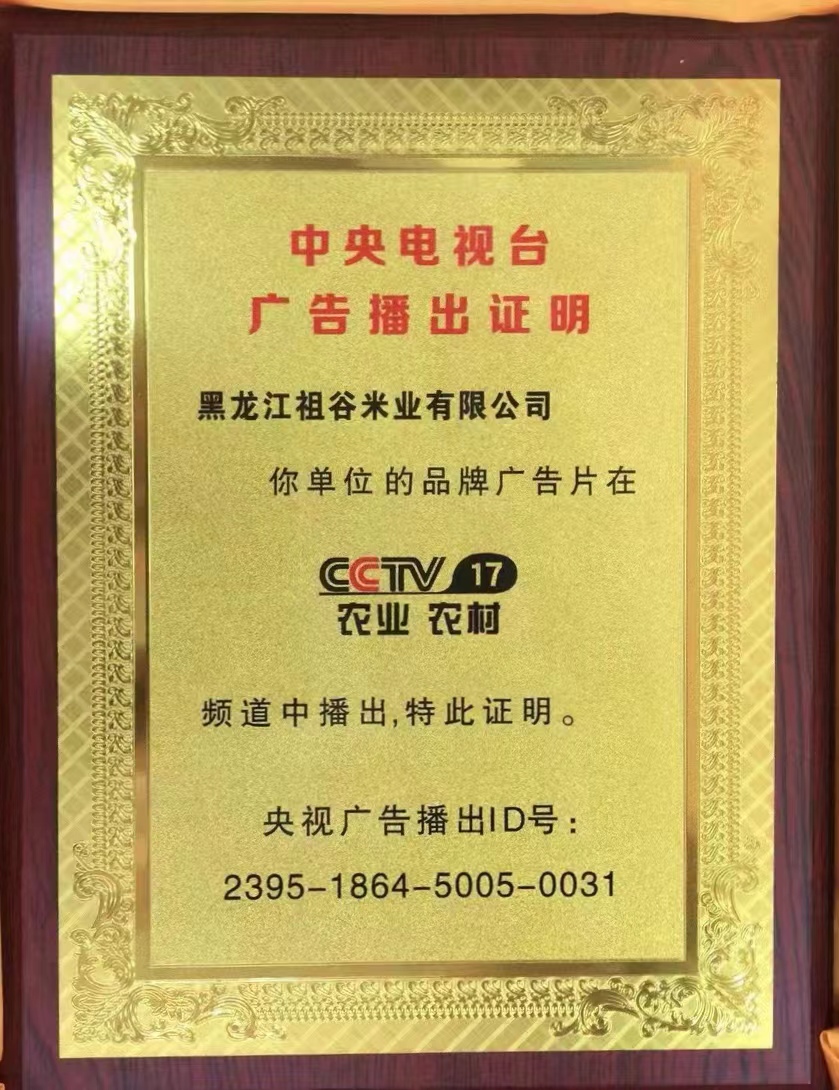 中央电视台
广告播出证明
黑龙江祖谷米业有限公司
你单位的品牌广告片在
CCTV 17
农业 农村
频道中播出,特此证明。
央视广告播出ID号:
2395-1864-5005-0031